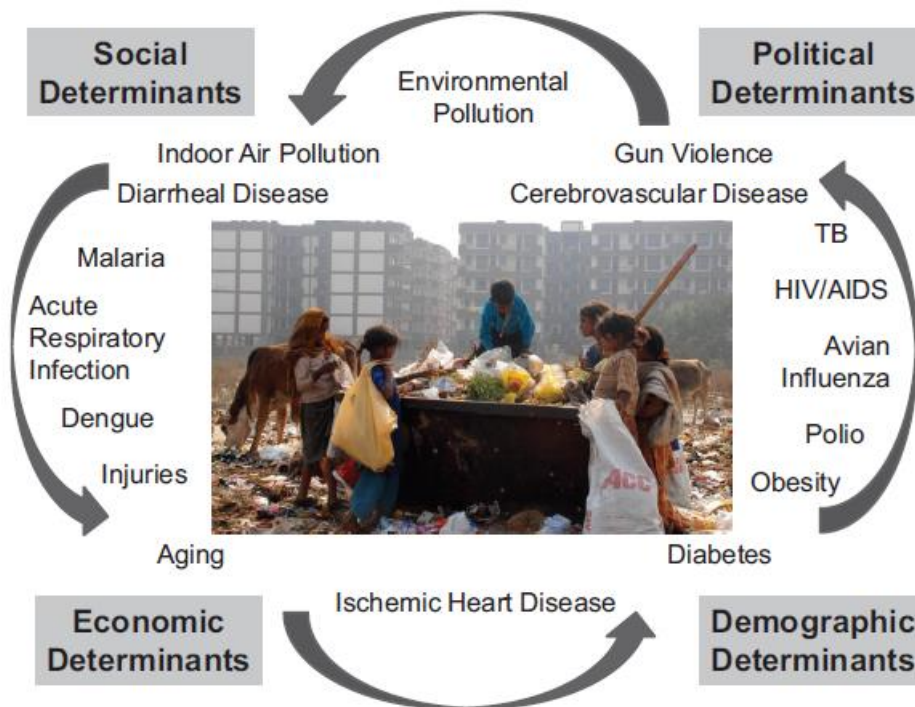 Social
Determinants
Political
Determinants
Environmental
Pollution
Indoor Air Pollution
Gun Violence
Diarrheal Disease
Cerebrovascular Disease
Malaria
TB
Acute
Respiratory
Infection
HIV/AIDS
Avian
Influenza
Dengue
Polio
Injuries
Obesity
ACC
Aging
Diabetes
Ischemic Heart Disease
Economic
Determinants
Demographic
Determinants